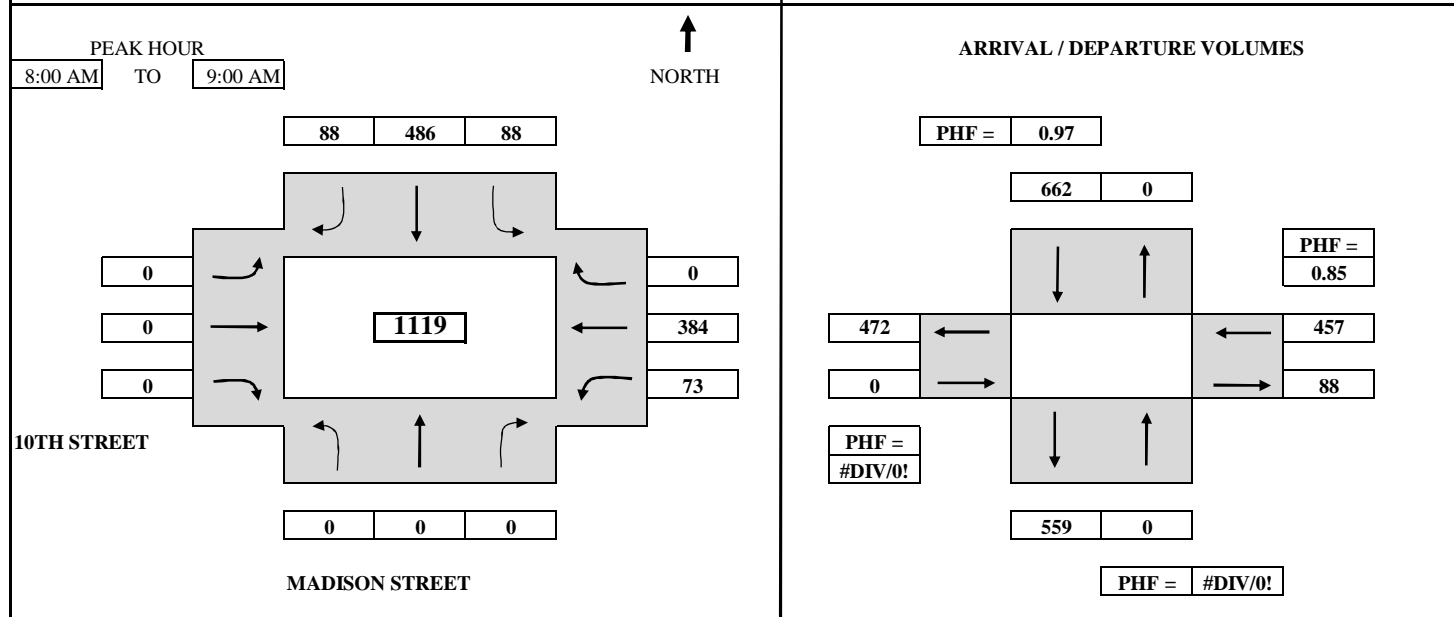 PEAK HOUR
8:00 AM TO 9:00 AM
NORTH
88 486 88
0 0
0 1119 384
0 73
10TH STREET
0 0 0
MADISON STREET
ARRIVAL / DEPARTURE VOLUMES
PHF = 0.97
662 0
PHF =
0.85
472 457
0 88
PHF =
#DIV/0!
559 0
PHF = #DIV/0!